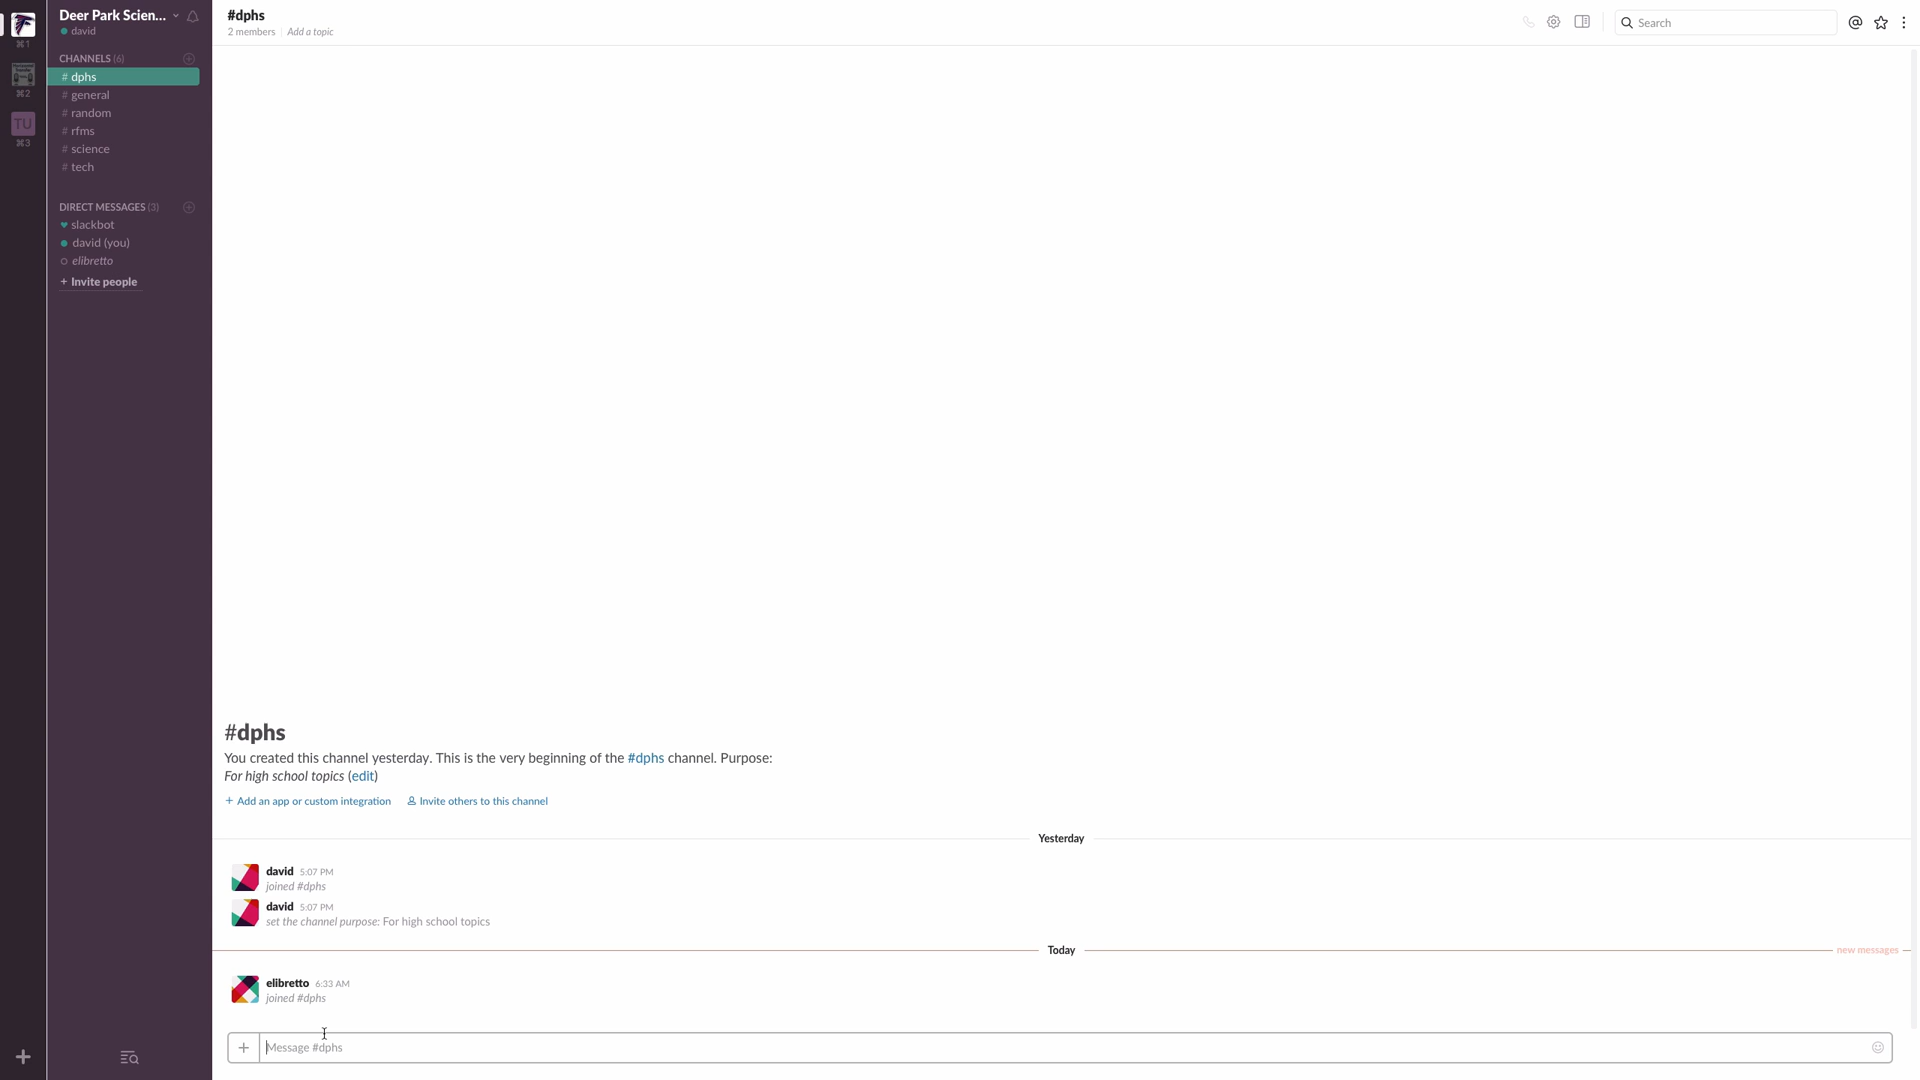 ⌘1
⌘2
TU
⌘3
Deer Park Scien...
david
CHANNELS (6)
# dphs
# general
# random
# rfms
# science
# tech
DIRECT MESSAGES (3)
slackbot
david (you)
elibretto
+ Invite people
#dphs
2 members | Add a topic
Search
#dphs
You created this channel yesterday. This is the very beginning of the #dphs channel. Purpose:
For high school topics (edit)
+ Add an app or custom integration Invite others to this channel
Yesterday
david 5:07 PM
joined #dphs
david 5:07 PM
set the channel purpose: For high school topics
Today new messages
elibretto 6:33 AM
joined #dphs
+ Message #dphs